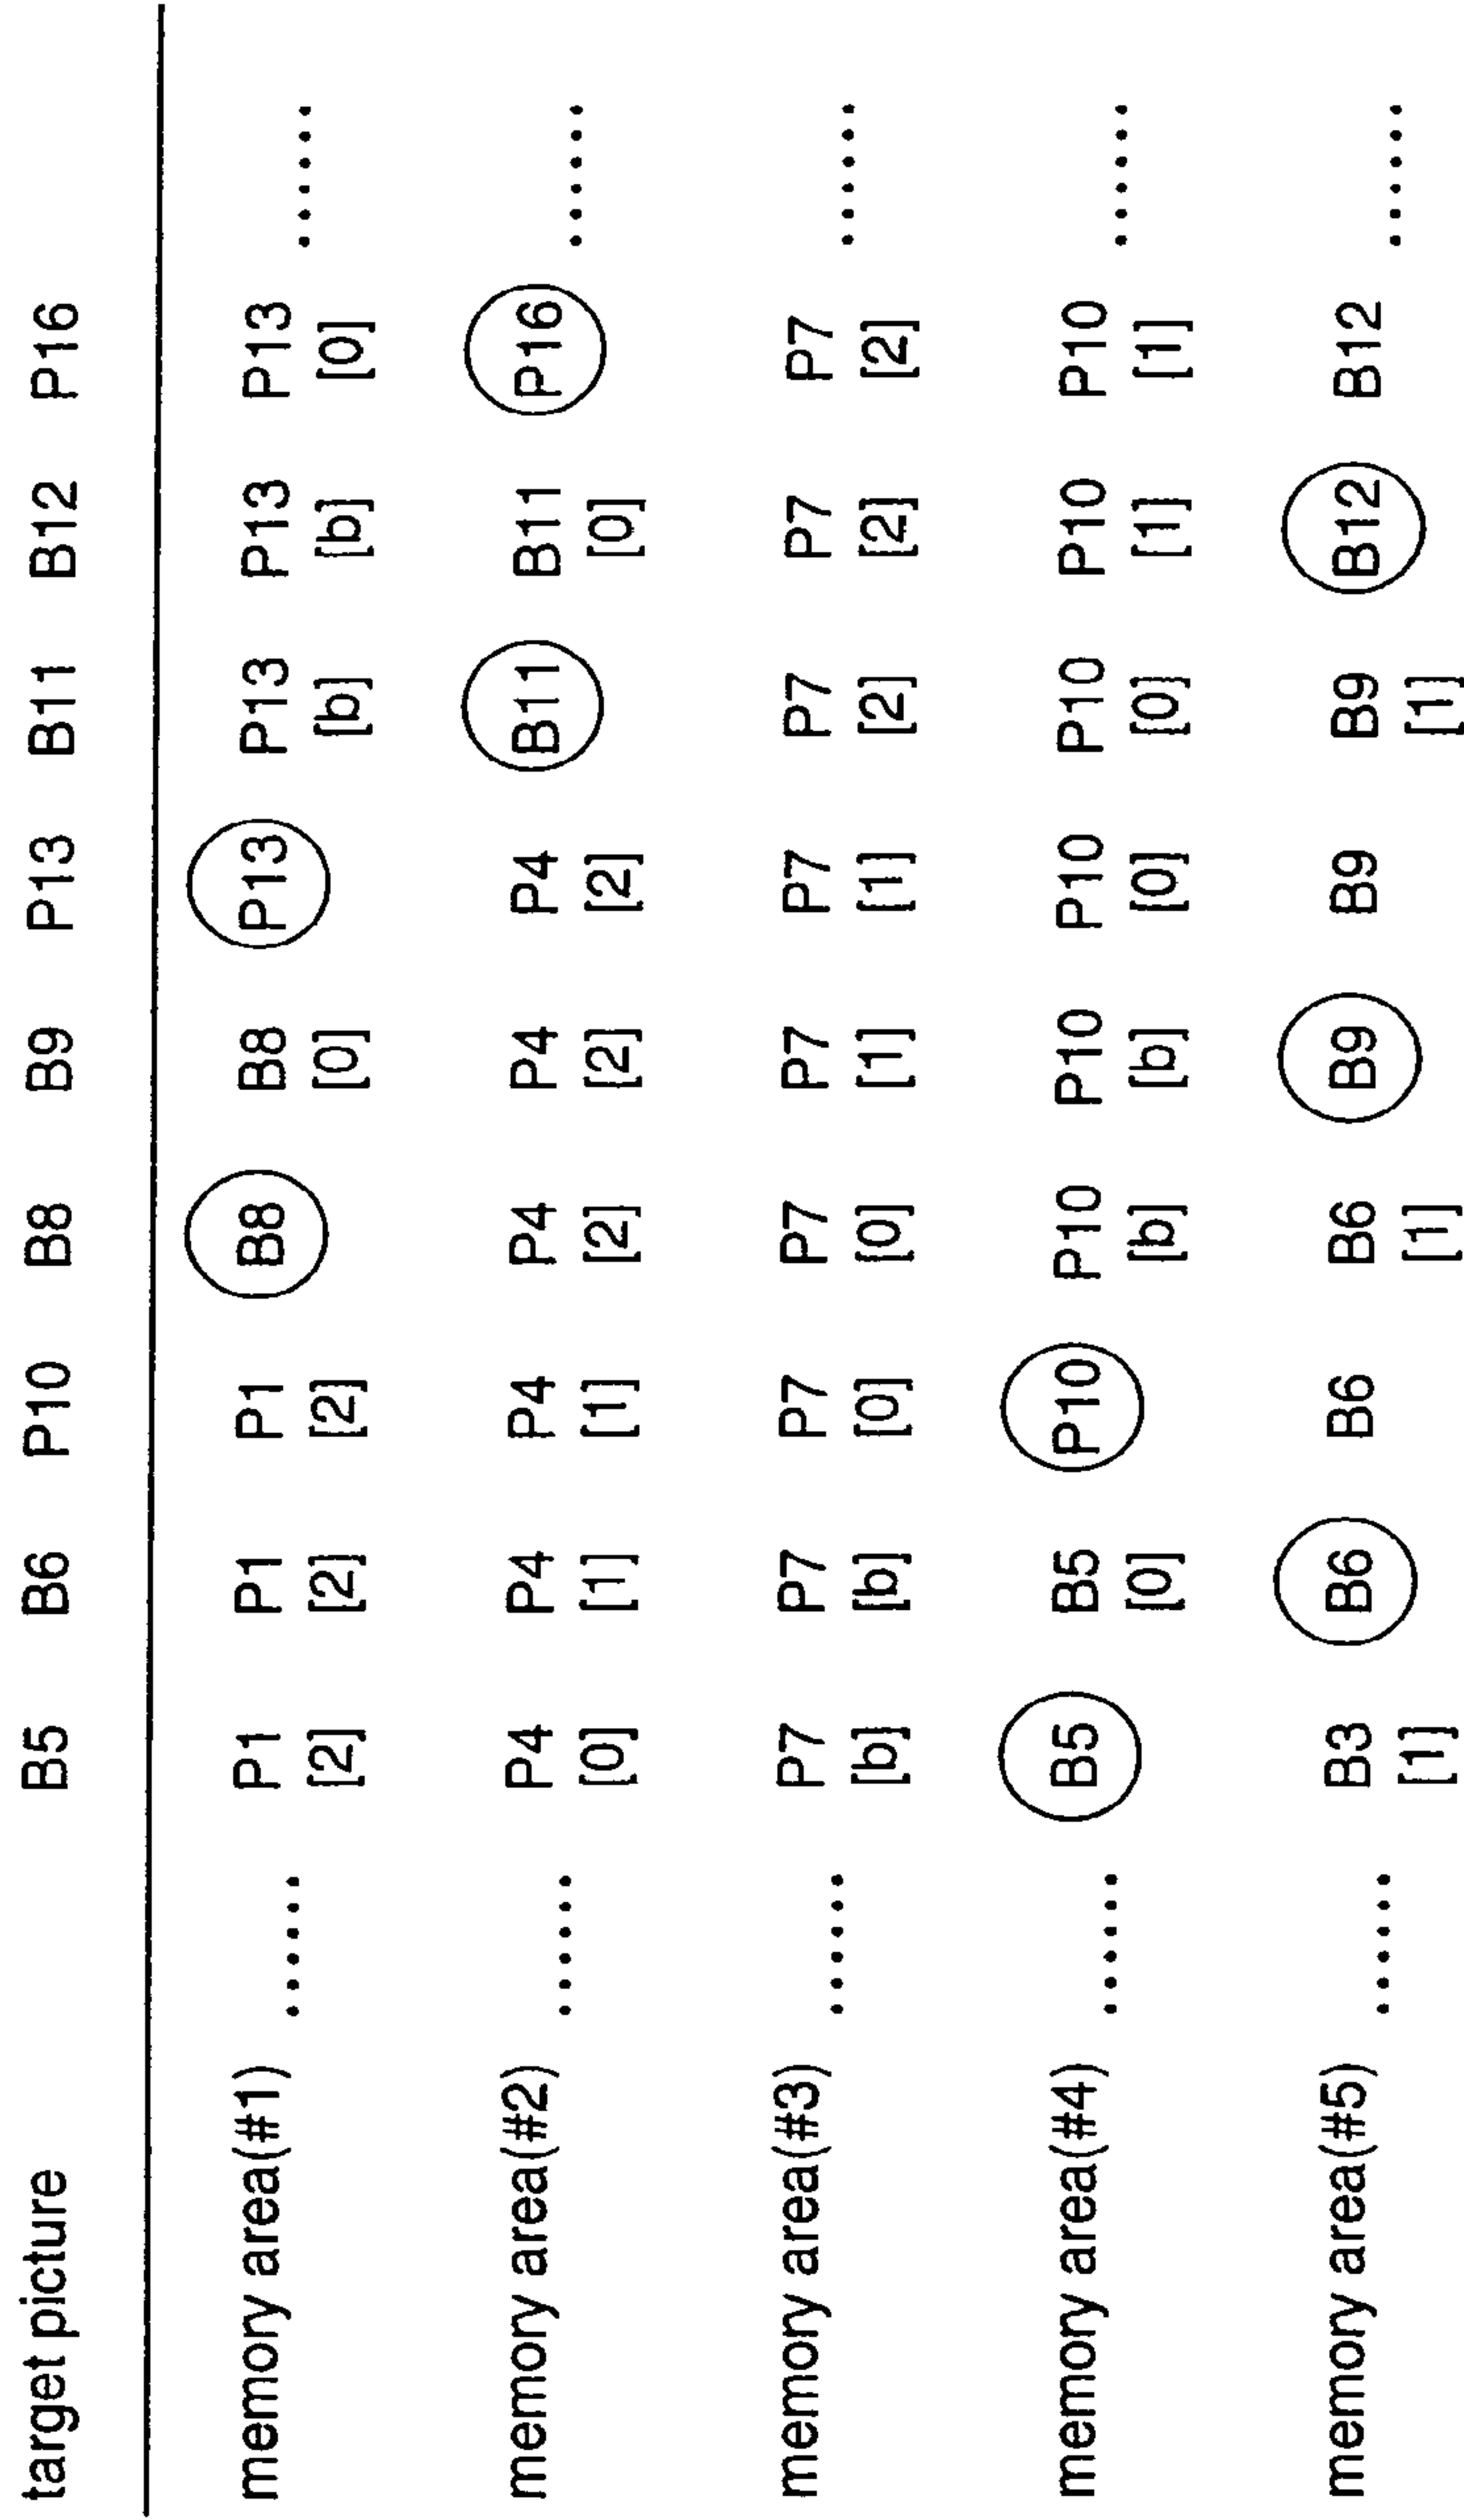 target picture B5 B6 P10 B8 B9 P13 B11 B12 P16
memory area(#1) ······ P1 P1 P1 B8 B8 P13 P13 P13 P13 ······
[2] [2] [2] [0] [b] [b] [0]
memory area(#2) ······ P4 P4 P4 P4 P4 P4 B11 B11 P16 ······
[0] [1] [1] [2] [2] [2] [0]
memory area(#3) ······ P7 P7 P7 P7 P7 P7 P7 P7 P7 ······
[b] [b] [0] [0] [1] [1] [2] [2] [2]
memory area(#4) ······ B5 B5 P10 P10 P10 P10 P10 P10 P10 ······
[0] [b] [b] [0] [0] [1] [1]
memory area(#5) ······ B3 B6 B6 B6 B9 B9 B9 B12 B12 ······
[1] [1] [1]